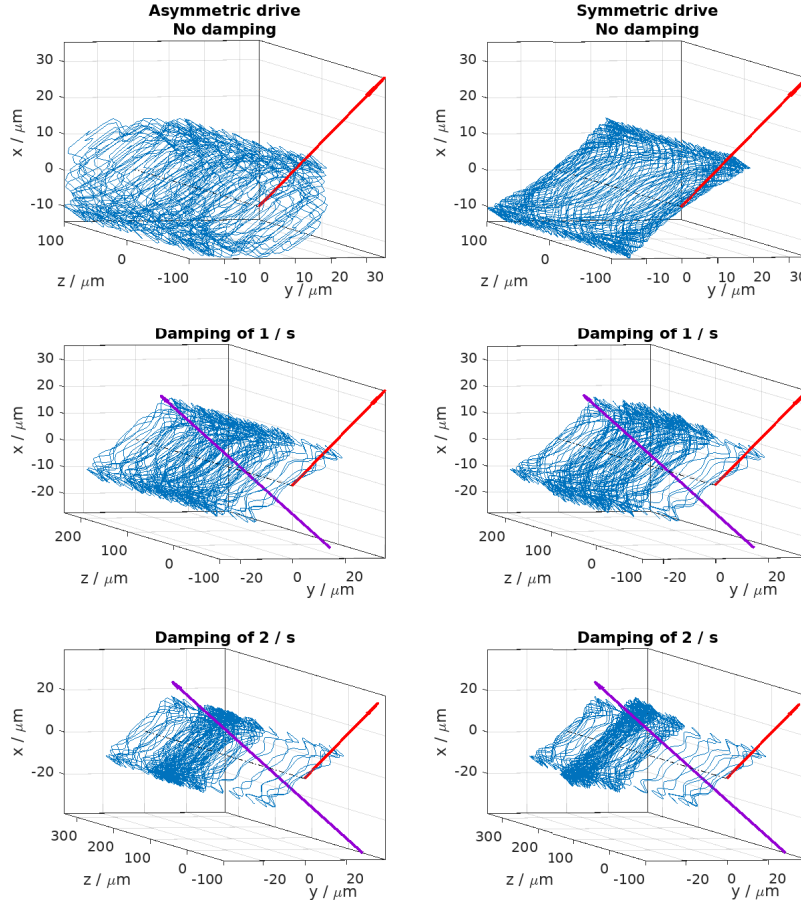 Asymmetric drive
No damping
Symmetric drive
No damping
x / μm
30
20
10
0
-10
100
0
-100
z / μm
-10
0
10
20
30
y / μm
x / μm
30
20
10
0
-10
100
0
-100
z / μm
-10
0
10
20
30
y / μm
Damping of 1 / s
Damping of 1 / s
x / μm
30
20
10
0
-10
-20
200
100
0
-100
z / μm
-20
0
20
y / μm
x / μm
30
20
10
0
-10
-20
200
100
0
-100
z / μm
-20
0
20
y / μm
Damping of 2 / s
Damping of 2 / s
x / μm
20
0
-20
300
200
100
0
-100
z / μm
-20
0
20
y / μm
x / μm
20
0
-20
300
200
100
0
-100
z / μm
-20
0
20
y / μm